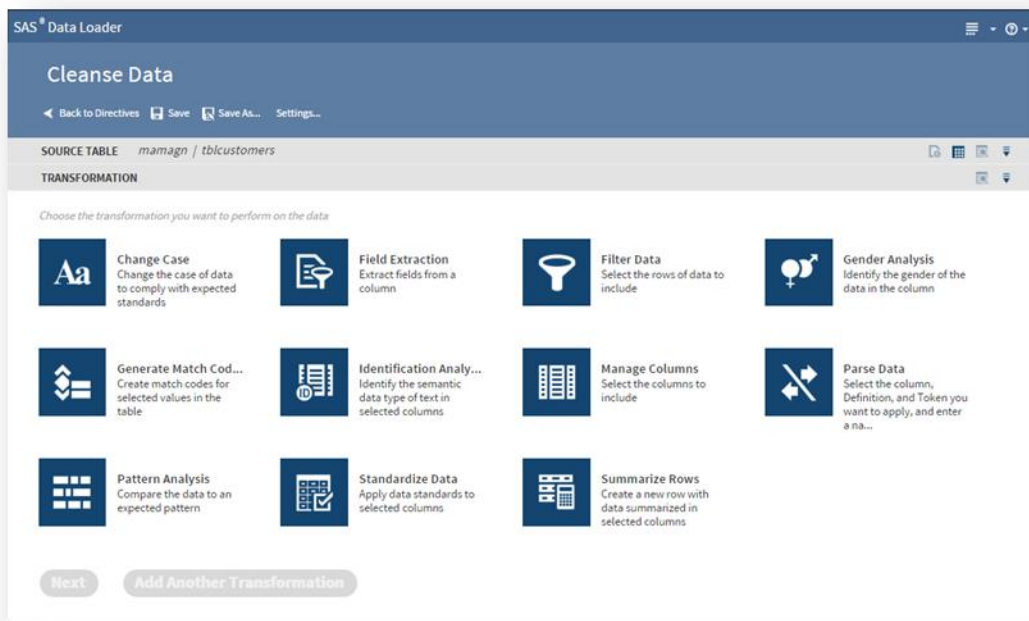 SAS® Data Loader
Cleanse Data
Back to Directives Save Save As... Settings...
SOURCE TABLE mamagn / tblcustomers
TRANSFORMATION
Choose the transformation you want to perform on the data
Change Case
Change the case of data
to comply with expected
standards
Field Extraction
Extract fields from a
column
Filter Data
Select the rows of data to
include
Gender Analysis
Identify the gender of the
data in the column
Generate Match Cod...
Create match codes for
selected values in the
table
Identification Analy...
Identify the semantic
data type of text in
selected columns
Manage Columns
Select the columns to
include
Parse Data
Select the column,
Definition, and Token you
want to apply, and enter
a na...
Pattern Analysis
Compare the data to an
expected pattern
Standardize Data
Apply data standards to
selected columns
Summarize Rows
Create a new row with
data summarized in
selected columns
Next Add Another Transformation